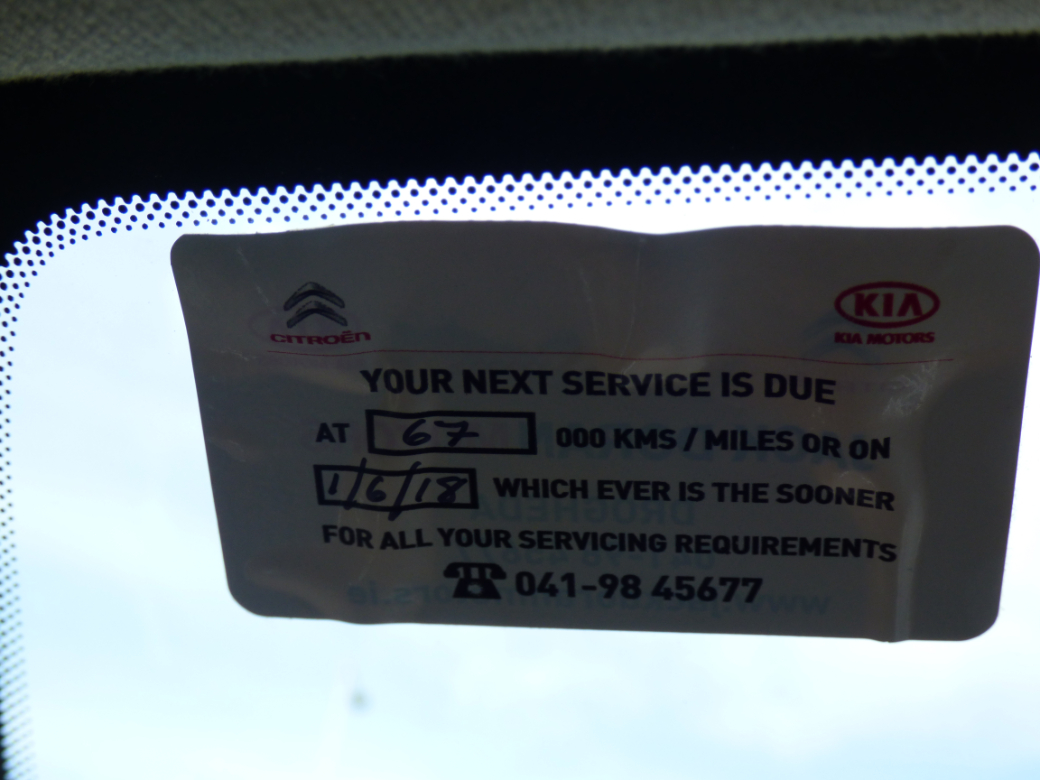 CITROËN KIA
KIA MOTORS
YOUR NEXT SERVICE IS DUE
AT 67 000 KMS / MILES OR ON
1/6/18 WHICH EVER IS THE SOONER
FOR ALL YOUR SERVICING REQUIREMENTS
041-98 45677